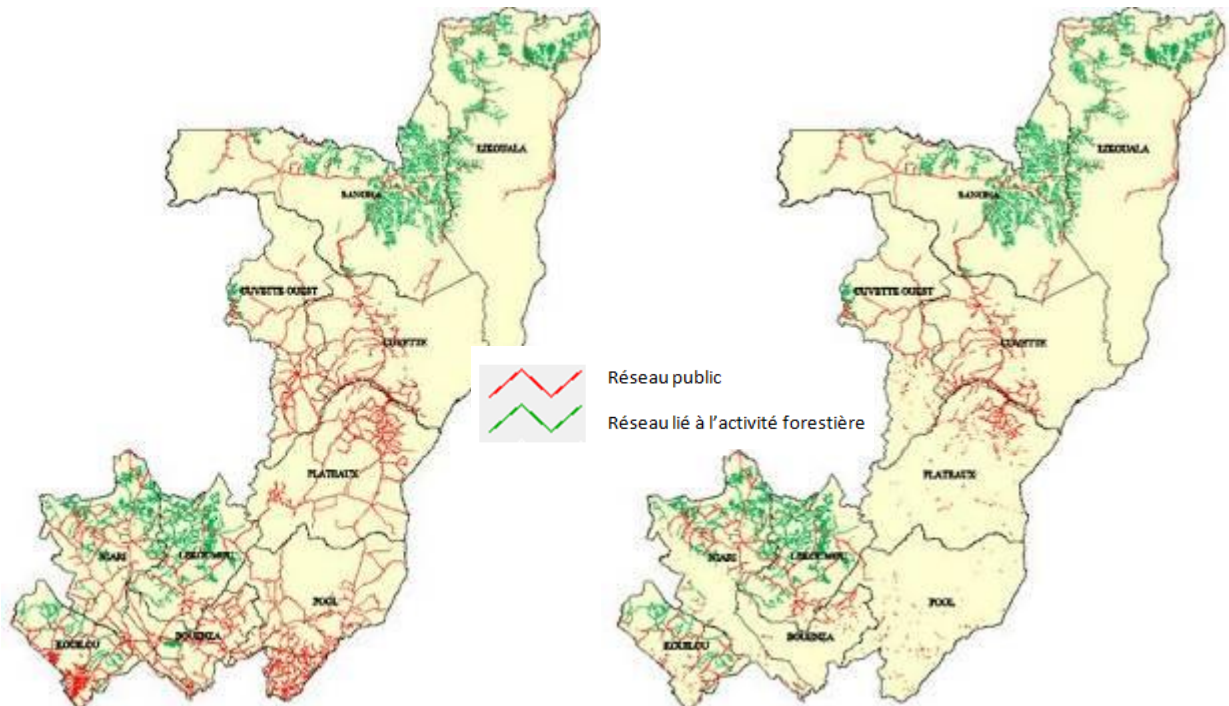 LIKOUALA
LIKOUALA
SANGHA
SANGHA
CUVETTE OUEST
CUVETTE OUEST
CUVETTE
CUVETTE
Réseau public
Réseau lié à l'activité forestière
PLATEAUX
PLATEAUX
NIARI
LEKOUMOU
NIARI
LEKOUMOU
POOL
POOL
BOUENZA
BOUENZA
KOUILOU
KOUILOU